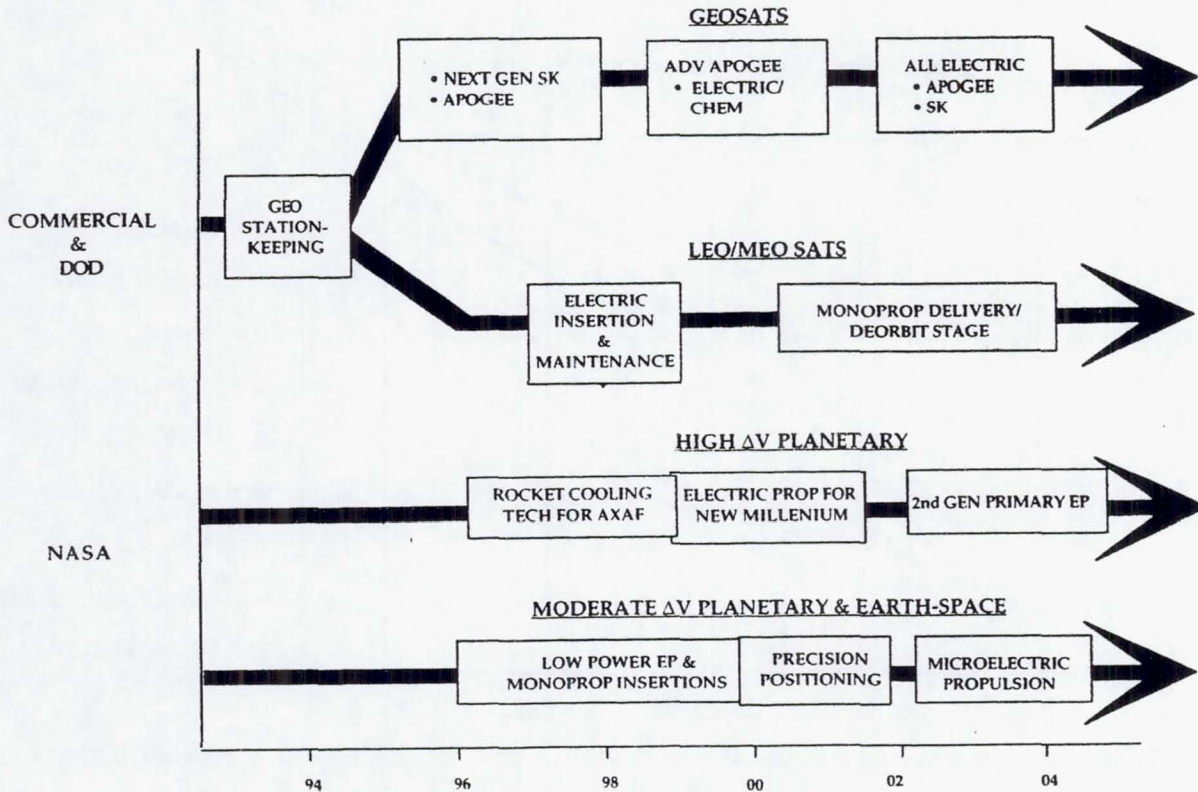 GEOSATS
• NEXT GEN SK
• APOGEE
ADV APOGEE
• ELECTRIC/
CHEM
ALL ELECTRIC
• APOGEE
• SK
COMMERCIAL
&
DOD
GEO
STATION-
KEEPING
LEO/MEO SATS
ELECTRIC
INSERTION
&
MAINTENANCE
MONOPROP DELIVERY/
DEORBIT STAGE
HIGH ΔV PLANETARY
NASA
ROCKET COOLING
TECH FOR AXAF
ELECTRIC PROP FOR
NEW MILLENIUM
2nd GEN PRIMARY EP
MODERATE ΔV PLANETARY & EARTH-SPACE
LOW POWER EP &
MONOPROP INSERTIONS
PRECISION
POSITIONING
MICROELECTRIC
PROPULSION
94 96 98 00 02 04